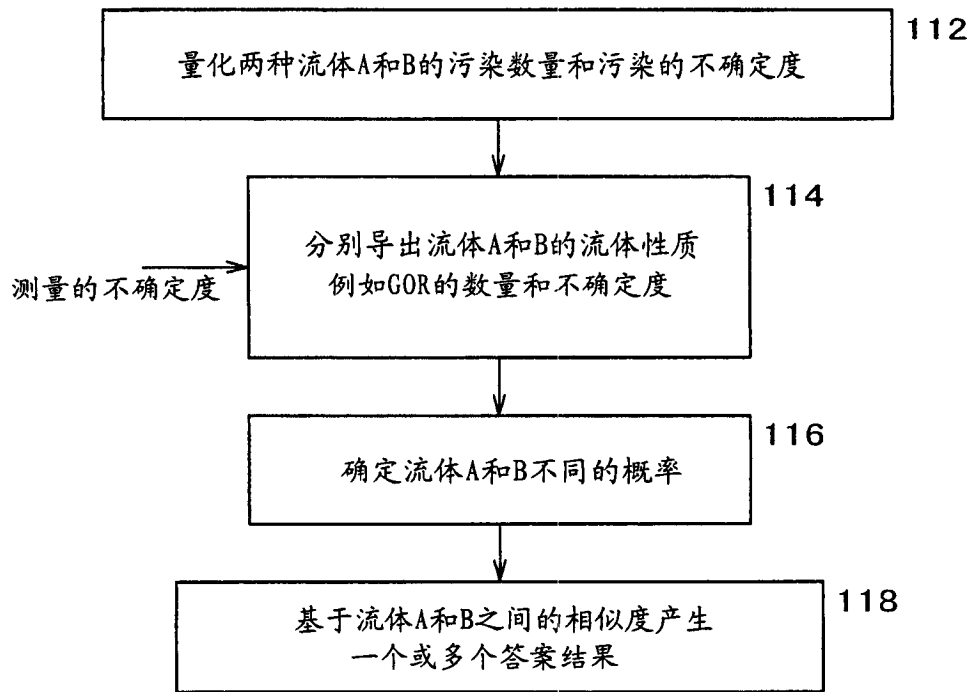 112
量化两种流体A和B的污染数量和污染的不确定度
114
分别导出流体A和B的流体性质
例如GOR的数量和不确定度
测量的不确定度
116
确定流体A和B不同的概率
118
基于流体A和B之间的相似度产生
一个或多个答案结果